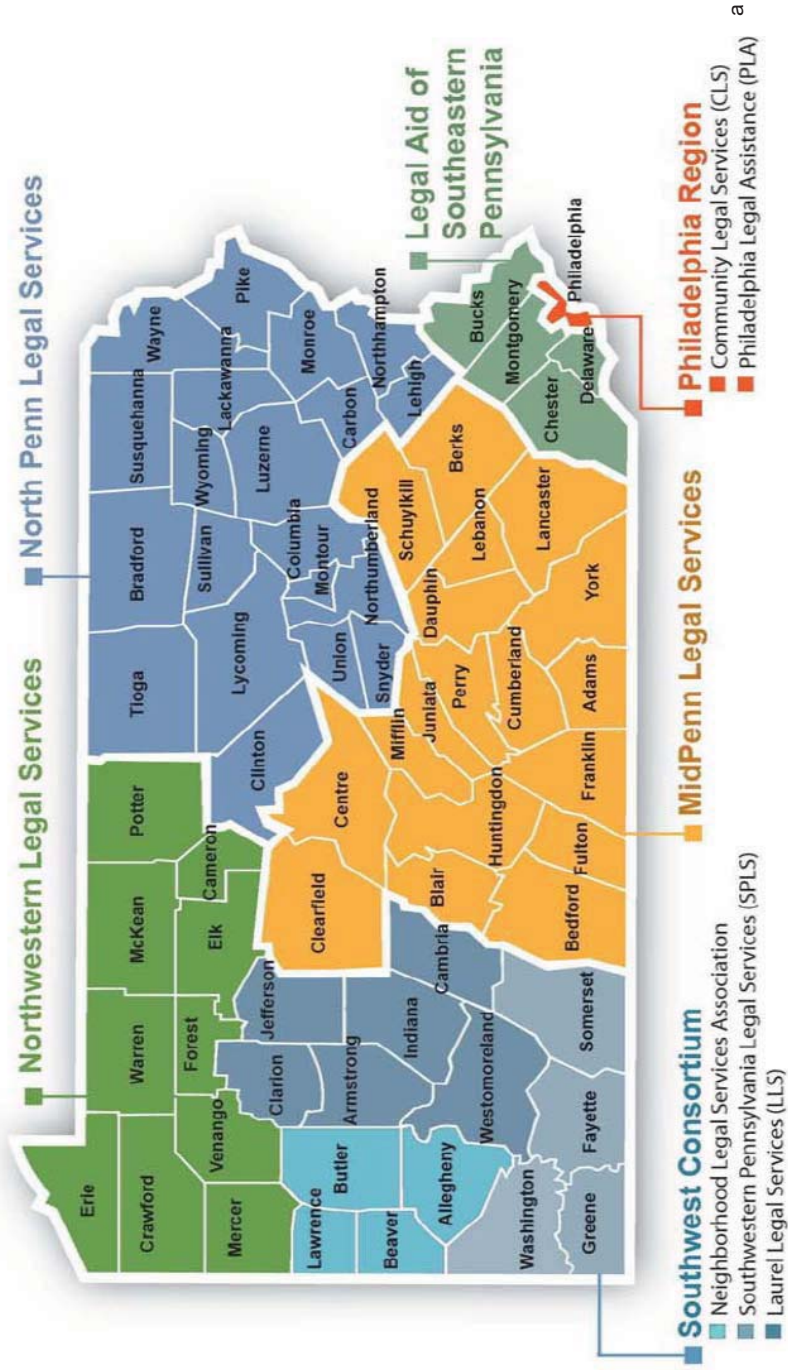 Northwestern Legal Services
North Penn Legal Services
Erie
Crawford
Mercer
Venango
Warren
Forest
McKean
Elk
Cameron
Potter
Tioga
Bradford
Susquehanna
Wayne
Lycoming
Sullivan
Wyoming
Lackawanna
Pike
Clinton
Columbia
Luzerne
Monroe
Union
Montour
Carbon
Snyder
Northumberland
Northhampton
Lehigh
Lawrence
Butler
Beaver
Allegheny
Clarion
Jefferson
Armstrong
Indiana
Cambria
Westomoreland
Washington
Greene
Fayette
Somerset
Clearfield
Centre
Blair
Huntingdon
Mifflin
Juniata
Perry
Dauphin
Schuylkill
Lebanon
Berks
Cumberland
Bedford
Fulton
Franklin
Adams
York
Lancaster
Bucks
Montgomery
Chester
Delaware
Philadelphia
Legal Aid of
Southeastern
Pennsylvania
Southwest Consortium
Neighborhood Legal Services Association
Southwestern Pennsylvania Legal Services (SPLS)
Laurel Legal Services (LLS)
MidPenn Legal Services
Philadelphia Region
Community Legal Services (CLS)
Philadelphia Legal Assistance (PLA)
a